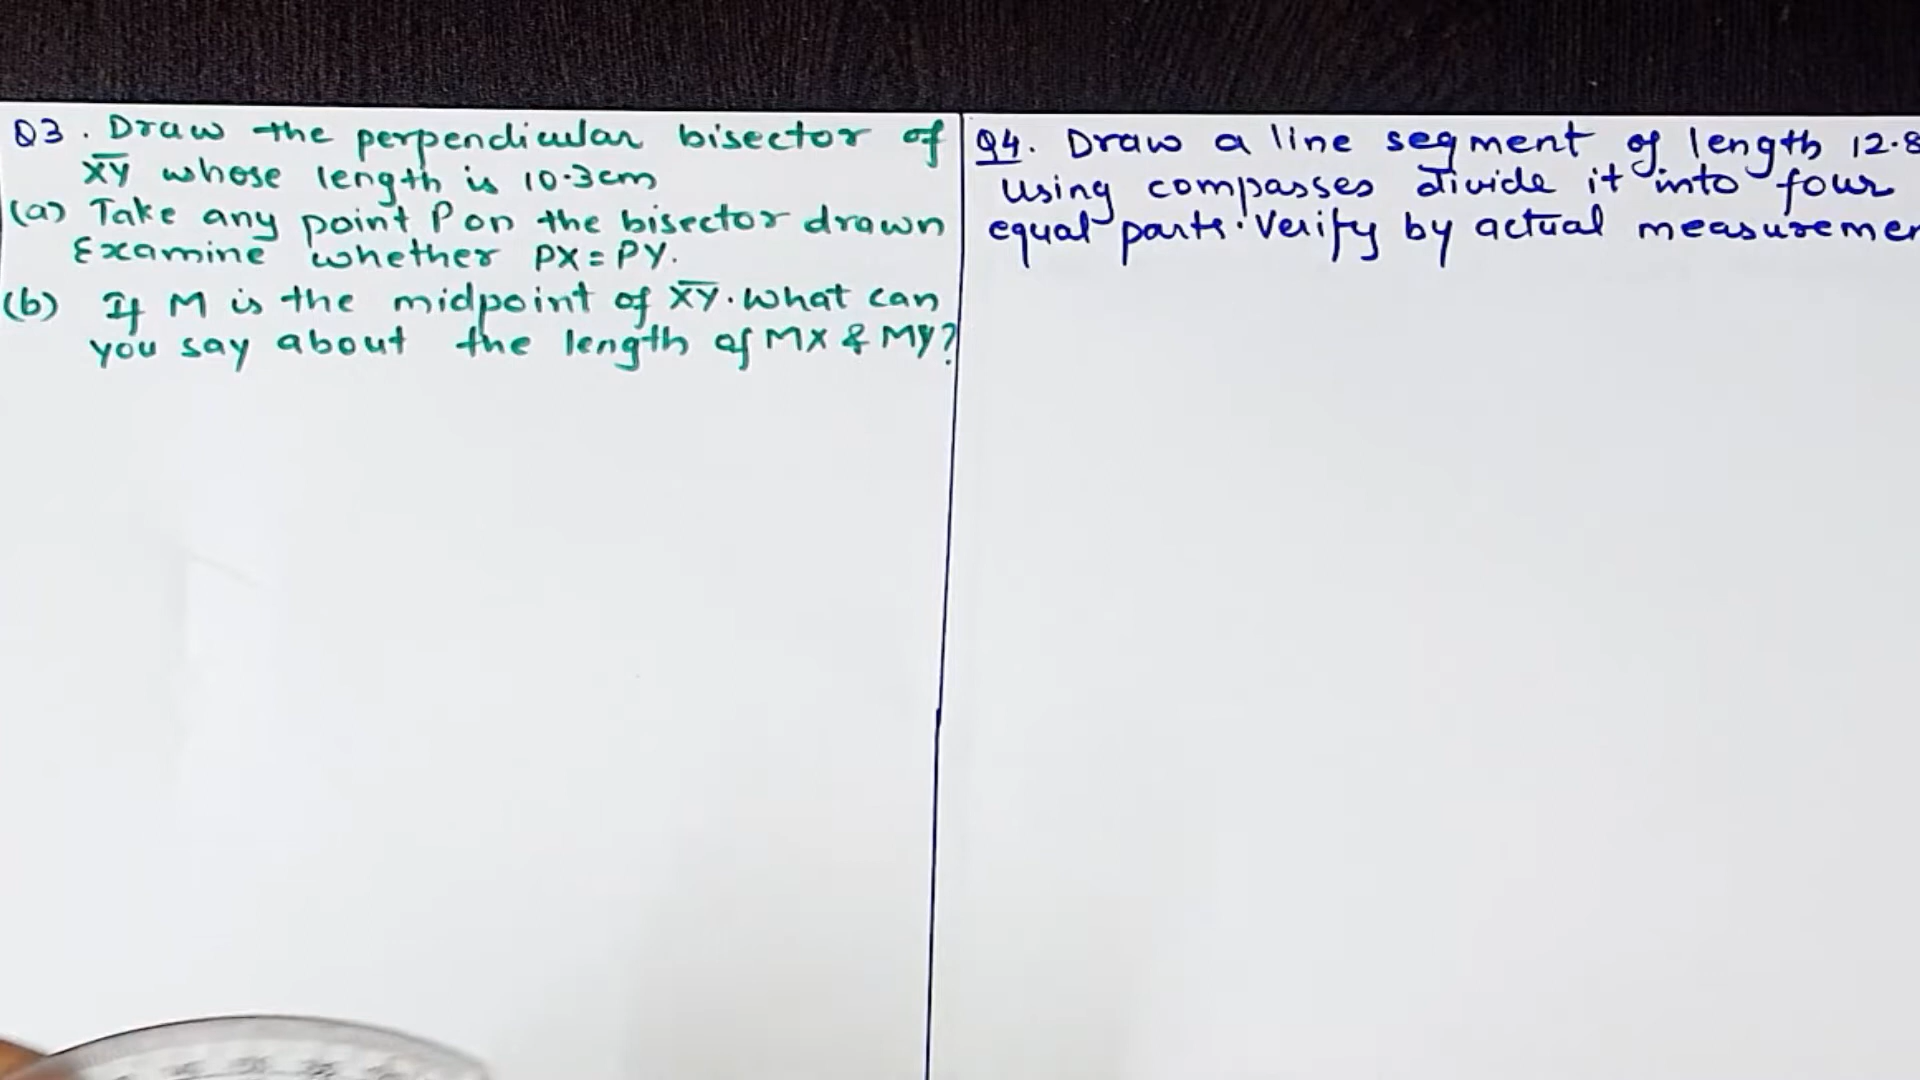 Q3. Draw the perpendicular bisector of
XY whose length is 10.3cm
(a) Take any point P on the bisector drawn
Examine whether PX = PY.
(b) If M is the midpoint of XY. What can
you say about the length of MX & MY?
Q4. Draw a line segment of length 12.8
Using compasses divide it into four
equal parts. Verify by actual